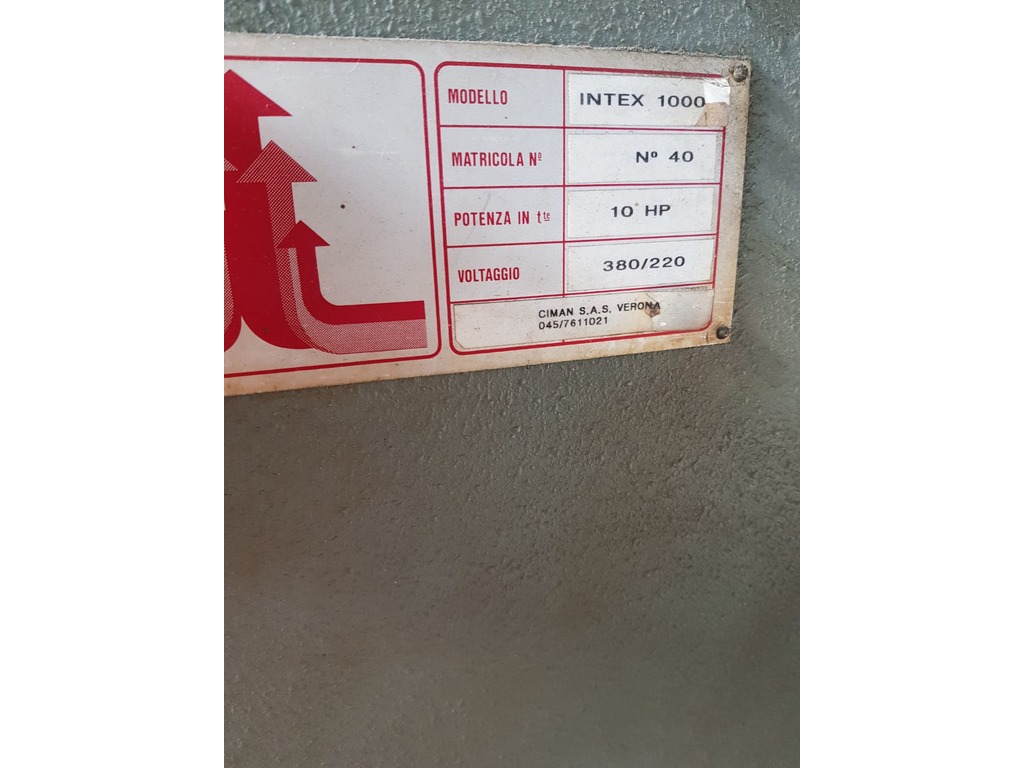 MODELLO INTEX 1000
MATRICOLA Nº Nº 40
POTENZA IN tte 10 HP
VOLTAGGIO 380/220
CIMAN S.A.S. VERONA
045/7611021